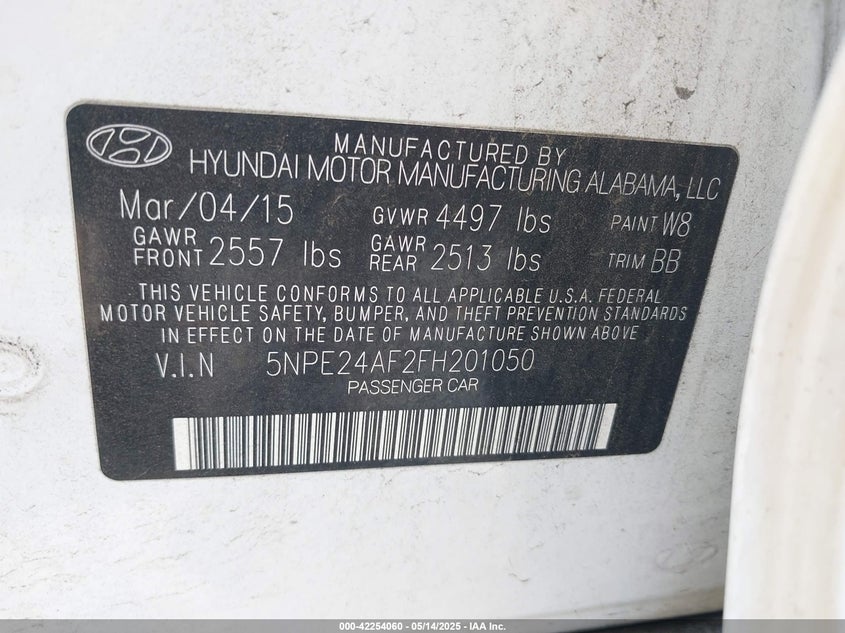 MANUFACTURED BY
HYUNDAI MOTOR MANUFACTURING ALABAMA, LLC
Mar/04/15 GVWR 4497 lbs PAINT W8
GAWR FRONT 2557 lbs GAWR REAR 2513 lbs TRIM BB
THIS VEHICLE CONFORMS TO ALL APPLICABLE U.S.A. FEDERAL
MOTOR VEHICLE SAFETY, BUMPER, AND THEFT PREVENTION STANDARDS
IN EFFECT ON THE DATE OF MANUFACTURE SHOWN ABOVE.
V.I.N 5NPE24AF2FH201050
PASSENGER CAR
000-42254060 - 05/14/2025 - IAA Inc.